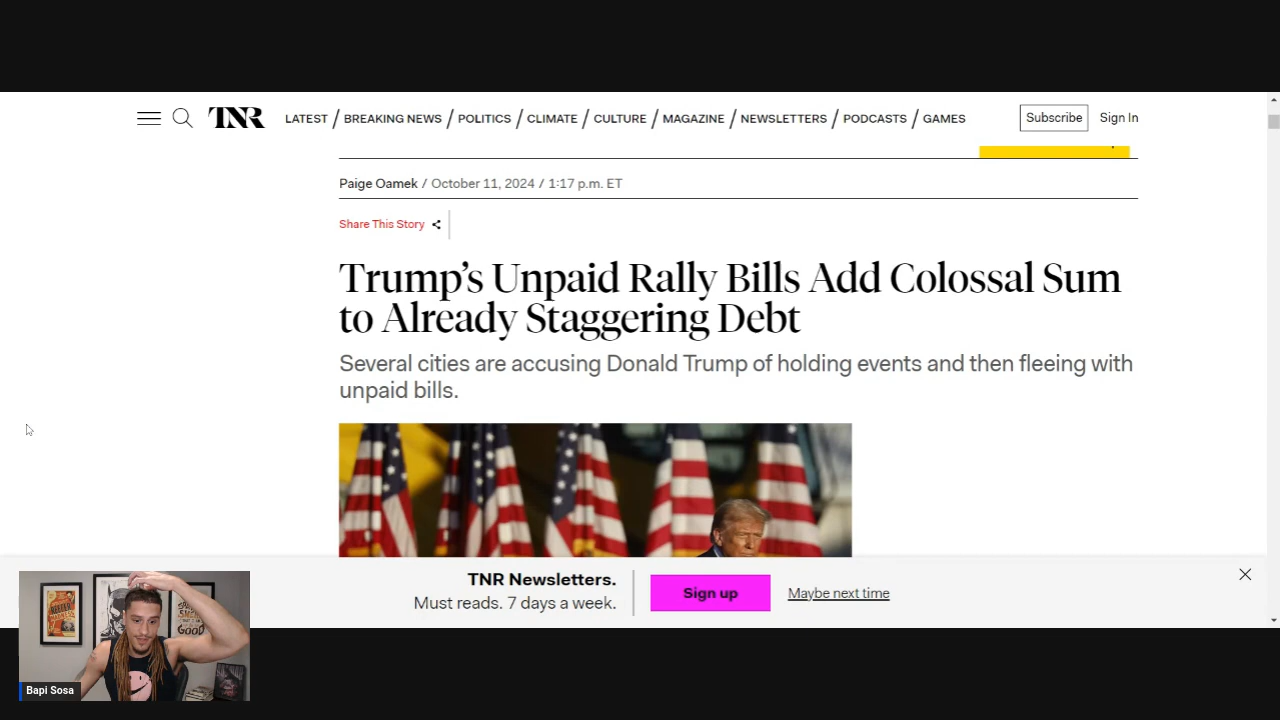 TNR
LATEST / BREAKING NEWS / POLITICS / CLIMATE / CULTURE / MAGAZINE / NEWSLETTERS / PODCASTS / GAMES
Subscribe
Sign In
Paige Oamek / October 11, 2024 / 1:17 p.m. ET
Share This Story
Trump's Unpaid Rally Bills Add Colossal Sum
to Already Staggering Debt
Several cities are accusing Donald Trump of holding events and then fleeing with
unpaid bills.
TNR Newsletters.
Must reads. 7 days a week.
Sign up
Maybe next time
REEFER
MADNESS
GOOD
Bapi Sosa